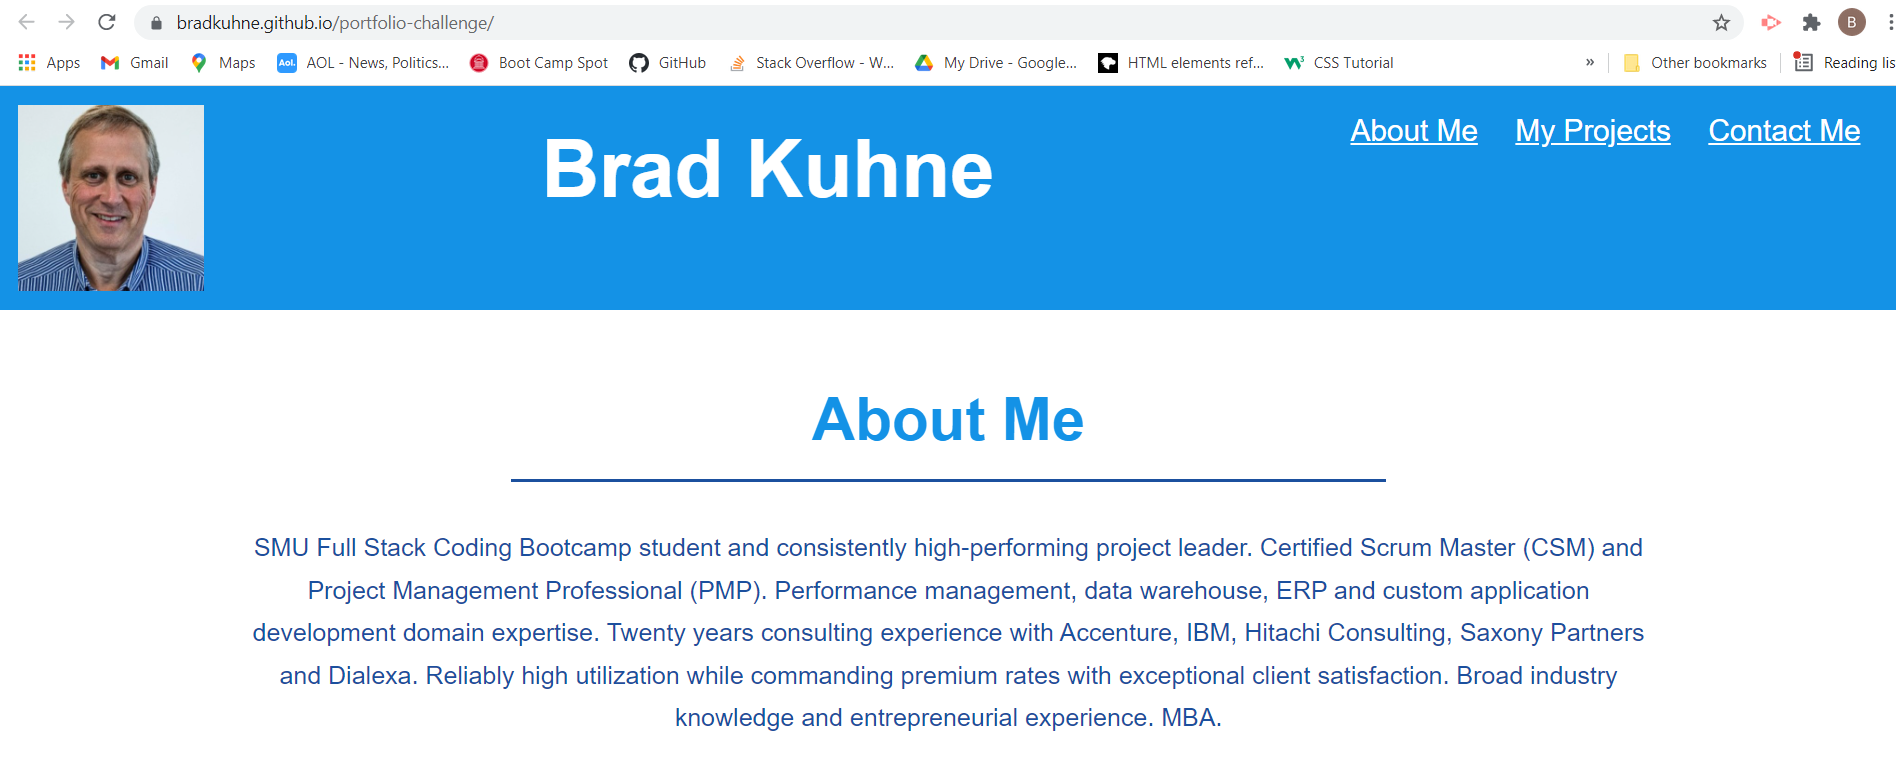 bradkuhne.github.io/portfolio-challenge/
B
Apps Gmail Maps Aol. AOL - News, Politics... Boot Camp Spot GitHub Stack Overflow - W... My Drive - Google... HTML elements ref... W3 CSS Tutorial » Other bookmarks Reading lis
Brad Kuhne
About Me My Projects Contact Me
About Me
SMU Full Stack Coding Bootcamp student and consistently high-performing project leader. Certified Scrum Master (CSM) and
Project Management Professional (PMP). Performance management, data warehouse, ERP and custom application
development domain expertise. Twenty years consulting experience with Accenture, IBM, Hitachi Consulting, Saxony Partners
and Dialexa. Reliably high utilization while commanding premium rates with exceptional client satisfaction. Broad industry
knowledge and entrepreneurial experience. MBA.